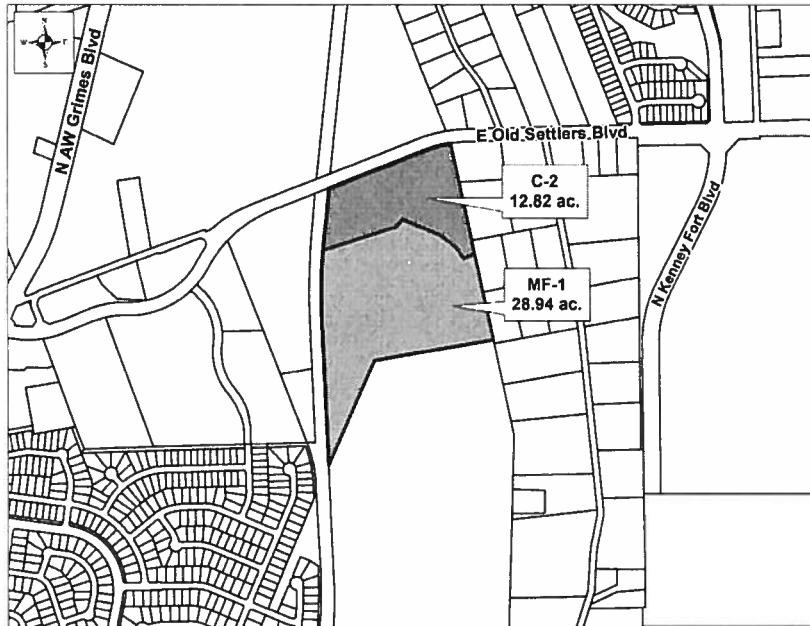 N
W E
S
N AW Grimes Blvd
E Old Settlers Blvd
C-2
12.82 ac.
N Kenney Fort Blvd
MF-1
28.94 ac.